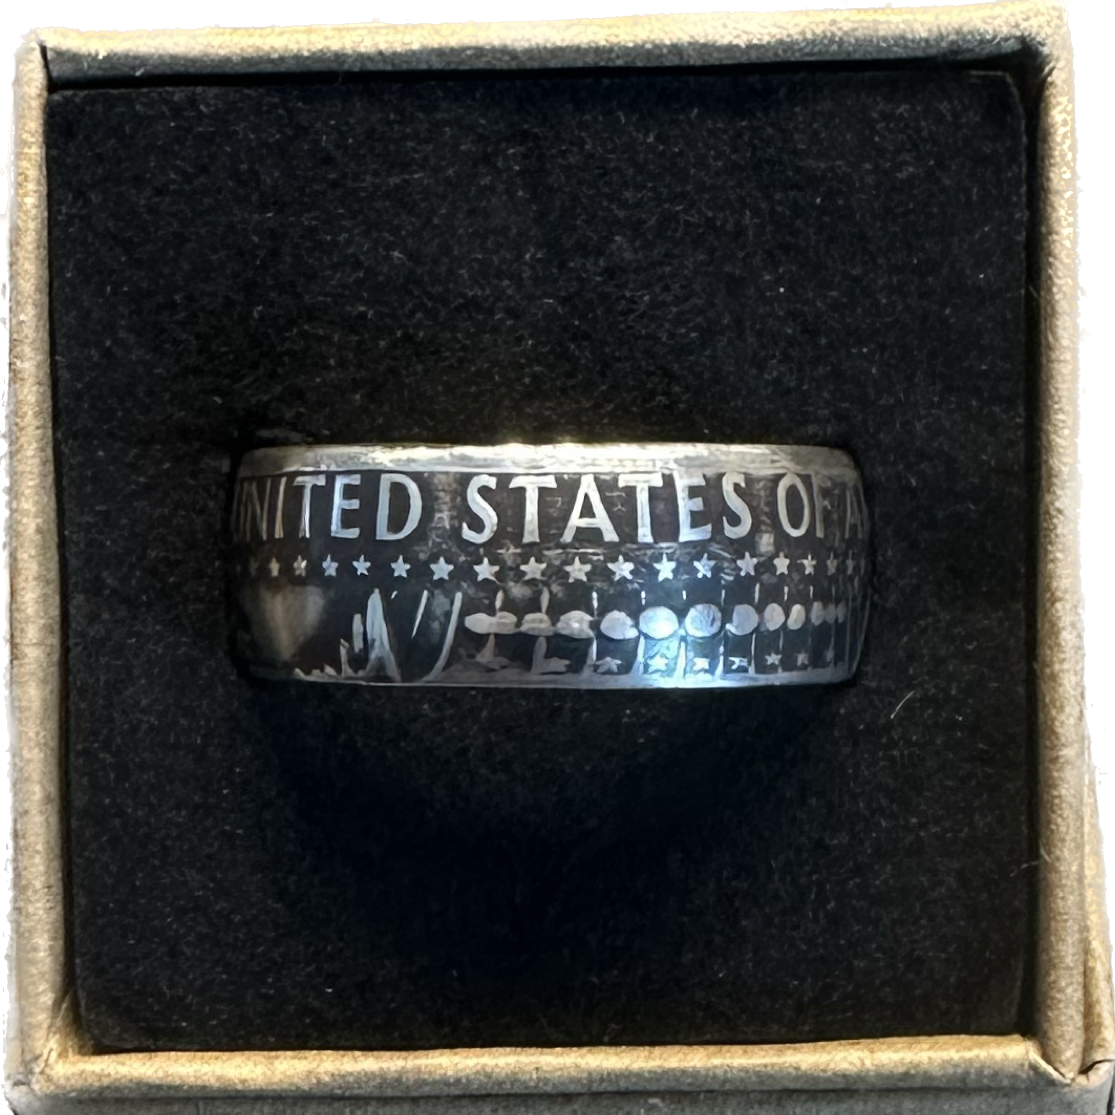 UNITED STATES OF A